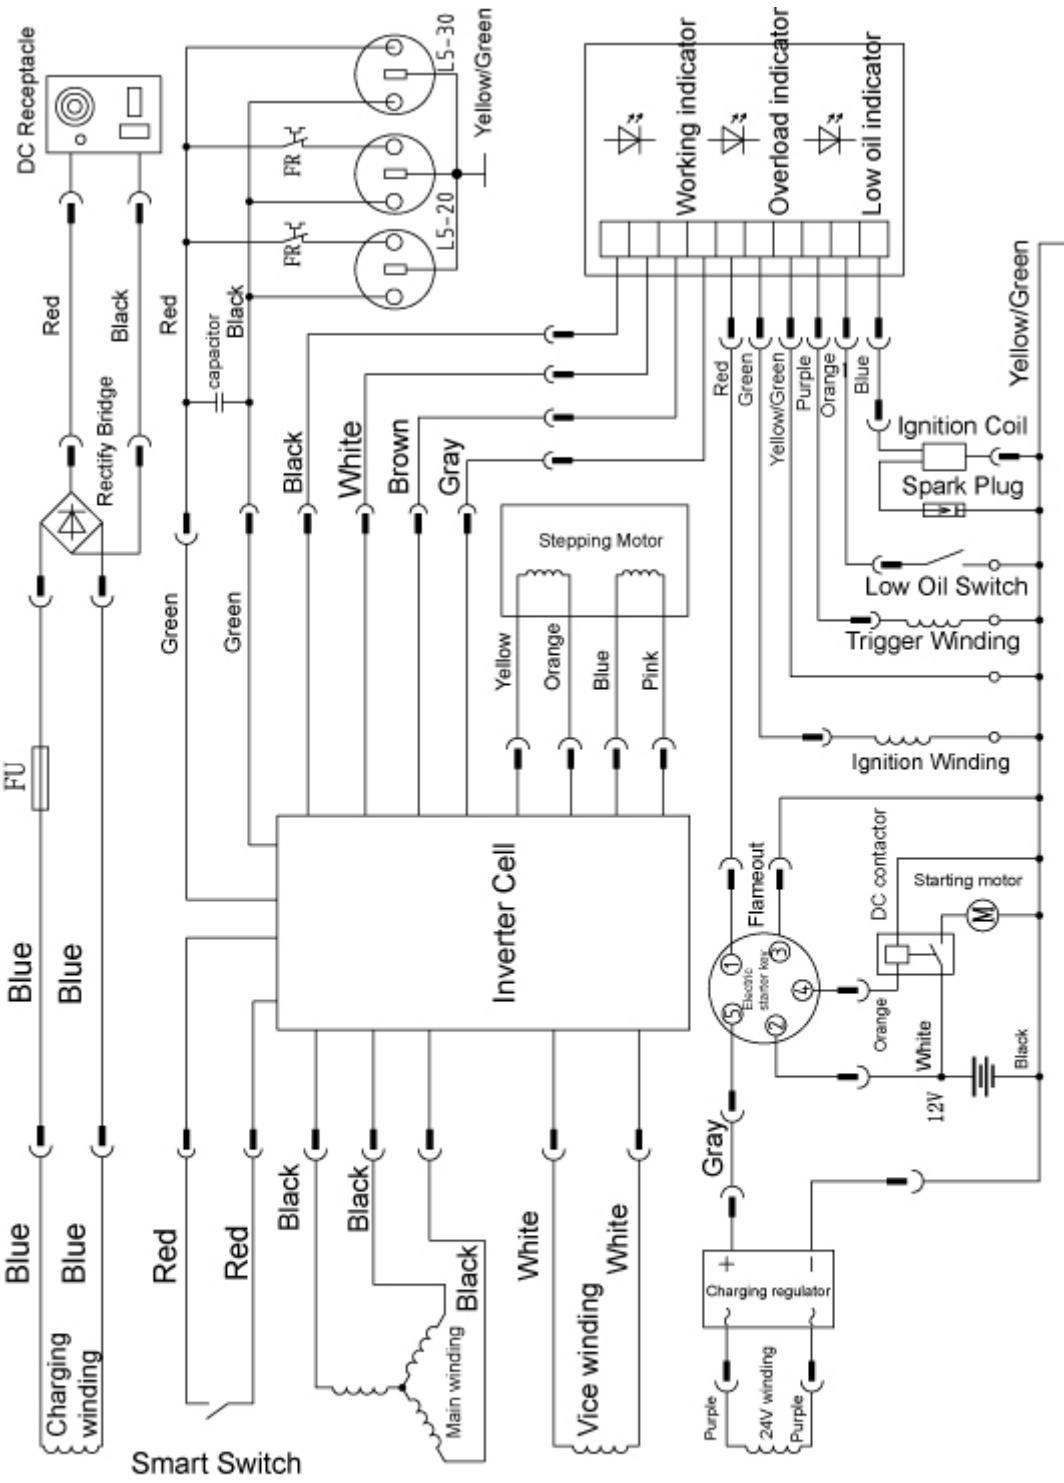 DC Receptacle
Red
Black
Rectify Bridge
FU
Blue
Blue
Blue
Blue
Charging
winding
L5-30
Yellow/Green
FR
FR
L5-20
Red
capacitor
Black
Green
Green
Red
Red
Smart Switch
Black
White
Brown
Gray
Stepping Motor
Yellow
Orange
Blue
Pink
Inverter Cell
Black
Black
Black
Main winding
White
White
Vice winding
Working indicator
Overload indicator
Low oil indicator
Red
Green
Yellow/Green
Purple
Orange
Blue
Yellow/Green
Ignition Coil
Spark Plug
Low Oil Switch
Trigger Winding
Ignition Winding
Flameout
DC contactor
Starting motor
M
Electric
starter key
1
2
3
4
5
Orange
White
12V
Black
Gray
+
−
Charging regulator
~
~
Purple
24V winding
Purple